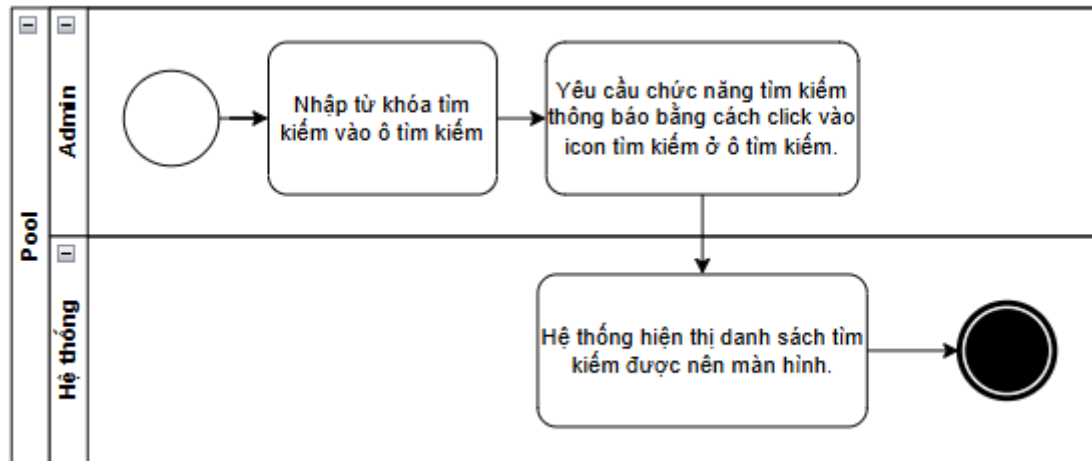 Pool
Admin
Nhập từ khóa tìm
kiếm vào ô tìm kiếm
Yêu cầu chức năng tìm kiếm
thông báo bằng cách click vào
icon tìm kiếm ở ô tìm kiếm.
Hệ thống
Hệ thống hiện thị danh sách tìm
kiếm được nên màn hình.